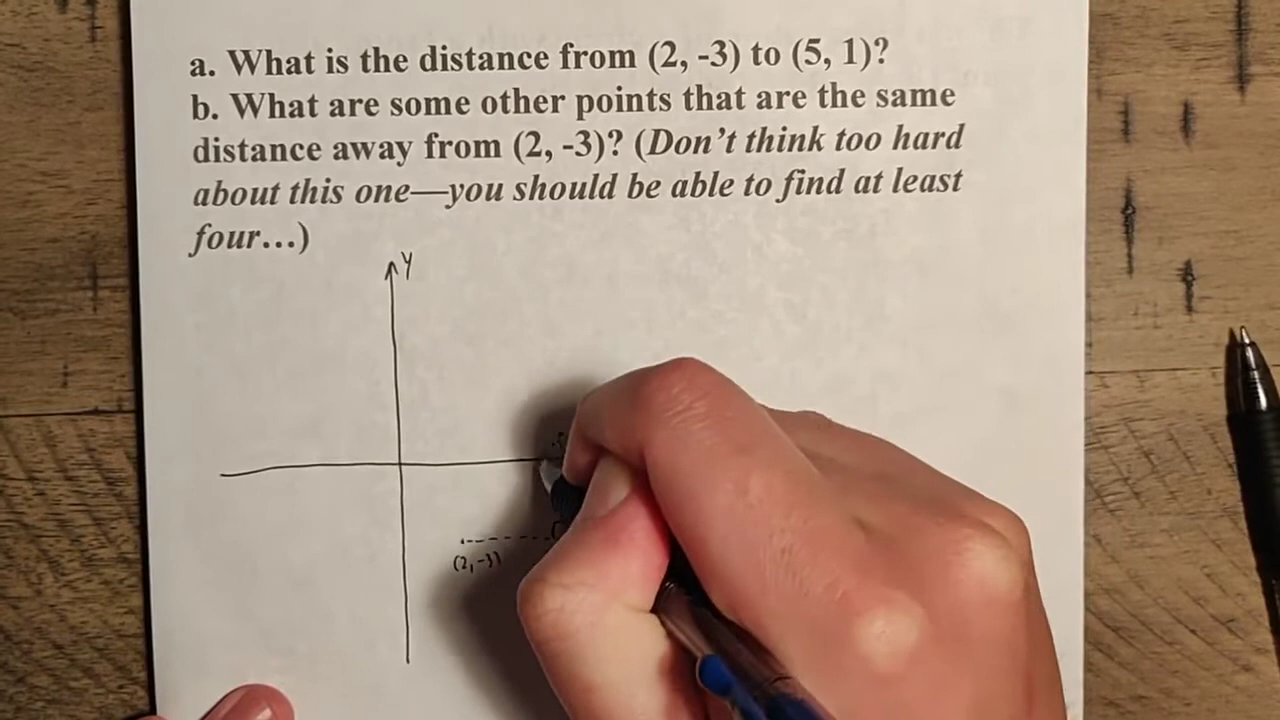 a. What is the distance from (2, -3) to (5, 1)?
b. What are some other points that are the same
distance away from (2, -3)? (Don’t think too hard
about this one—you should be able to find at least
four…)
Y
(2,-3)